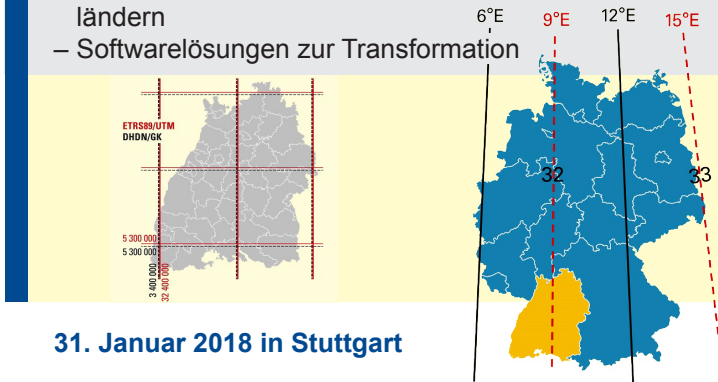 ländern
– Softwarelösungen zur Transformation
6°E 9°E 12°E 15°E
ETRS89/UTM
DHDN/GK
32 33
5 300 000
5 300 000
3 400 000
32 400 000
31. Januar 2018 in Stuttgart